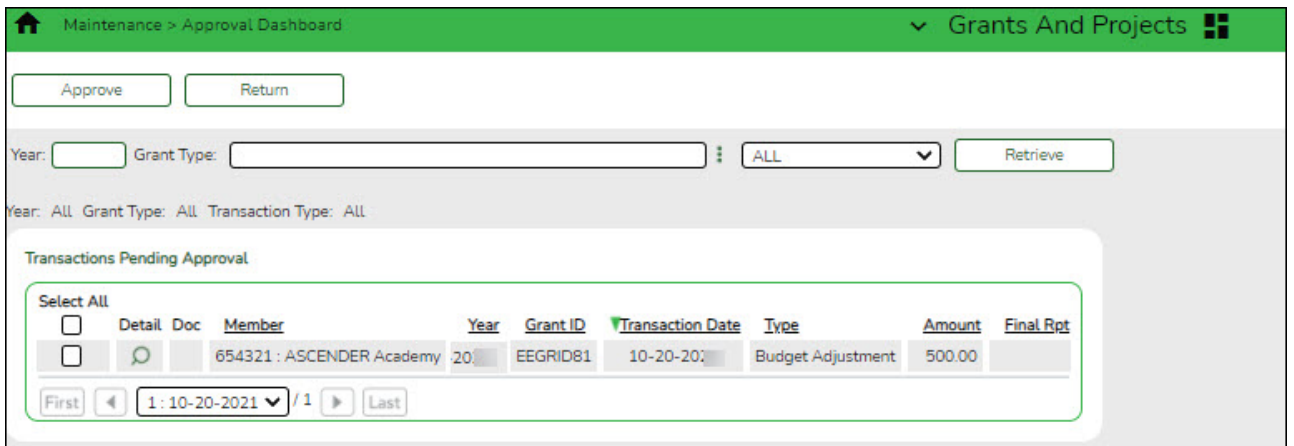 Maintenance > Approval Dashboard Grants And Projects
Approve Return
Year: Grant Type: ALL Retrieve
Year: All Grant Type: All Transaction Type: All
Transactions Pending Approval
Select All
Detail Doc Member Year Grant ID Transaction Date Type Amount Final Rpt
654321 : ASCENDER Academy EEGRID81 Budget Adjustment 500.00
First 1 : 10-20-2021 / 1 Last